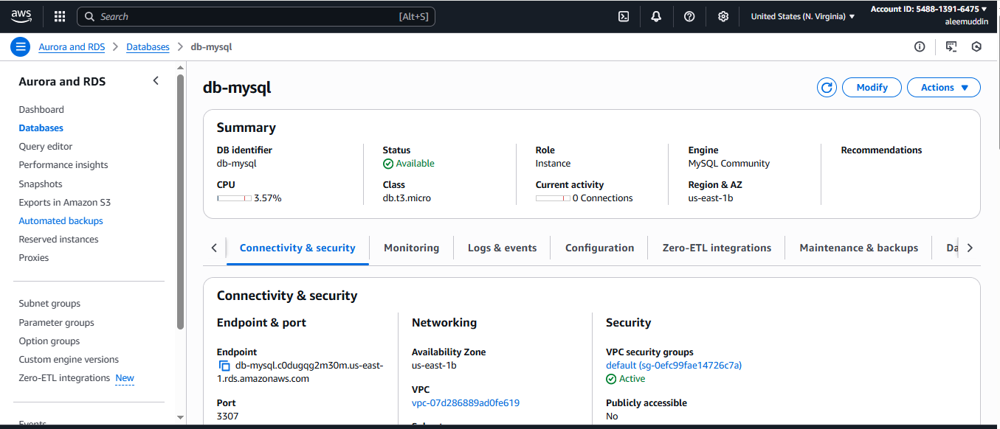 aws
Search [Alt+S]
United States (N. Virginia)
Account ID: 5488-1391-6475
aleemuddin
Aurora and RDS > Databases > db-mysql
Aurora and RDS
Dashboard
Databases
Query editor
Performance insights
Snapshots
Exports in Amazon S3
Automated backups
Reserved instances
Proxies
Subnet groups
Parameter groups
Option groups
Custom engine versions
Zero-ETL integrations New
Events
db-mysql
Modify
Actions
Summary
DB identifier
db-mysql
CPU
3.57%
Status
Available
Class
db.t3.micro
Role
Instance
Current activity
0 Connections
Engine
MySQL Community
Region & AZ
us-east-1b
Recommendations
Connectivity & security
Monitoring
Logs & events
Configuration
Zero-ETL integrations
Maintenance & backups
Connectivity & security
Endpoint & port
Endpoint
db-mysql.c0dugqg2m30m.us-east-
1.rds.amazonaws.com
Port
3307
Networking
Availability Zone
us-east-1b
VPC
vpc-07d286889ad0fe619
Security
VPC security groups
default (sg-0efc99fae14726c7a)
Active
Publicly accessible
No